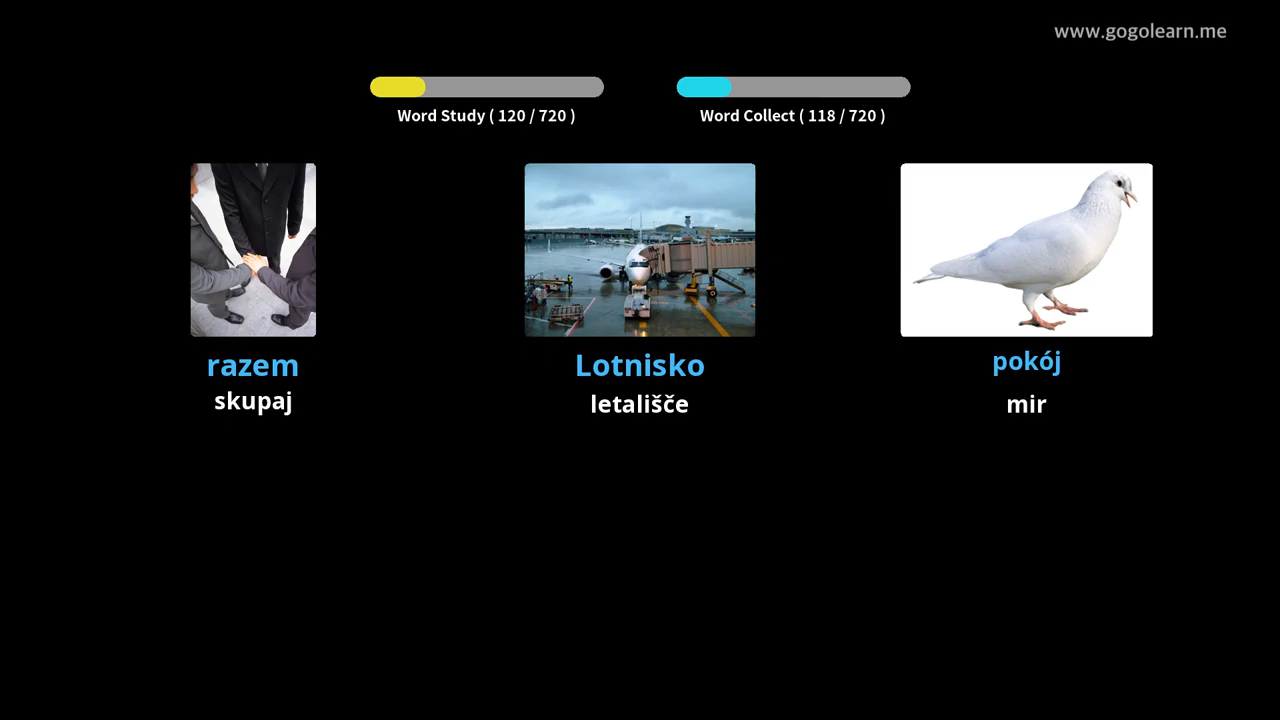 www.gogolearn.me
Word Study ( 120 / 720 )
Word Collect ( 118 / 720 )
razem
skupaj
Lotnisko
letališče
pokój
mir